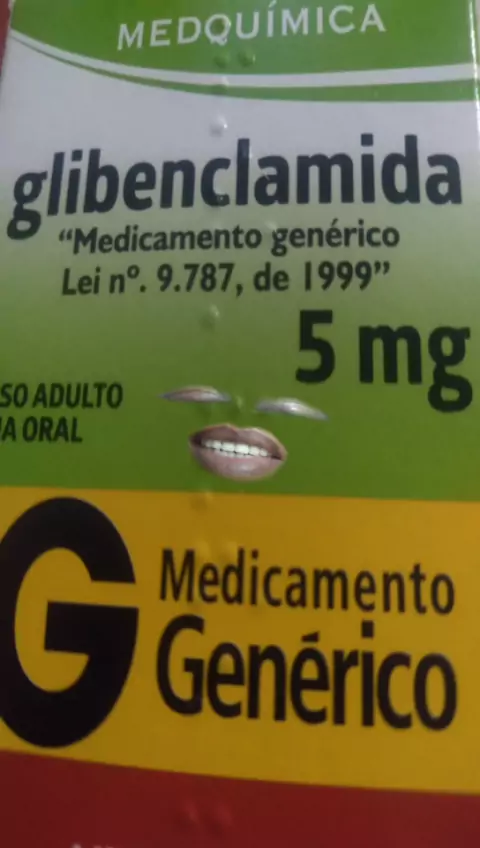 MEDQUÍMICA
glibenclamida
“Medicamento genérico
Lei nº. 9.787, de 1999”
5 mg
SO ADULTO
A ORAL
G
Medicamento
Genérico